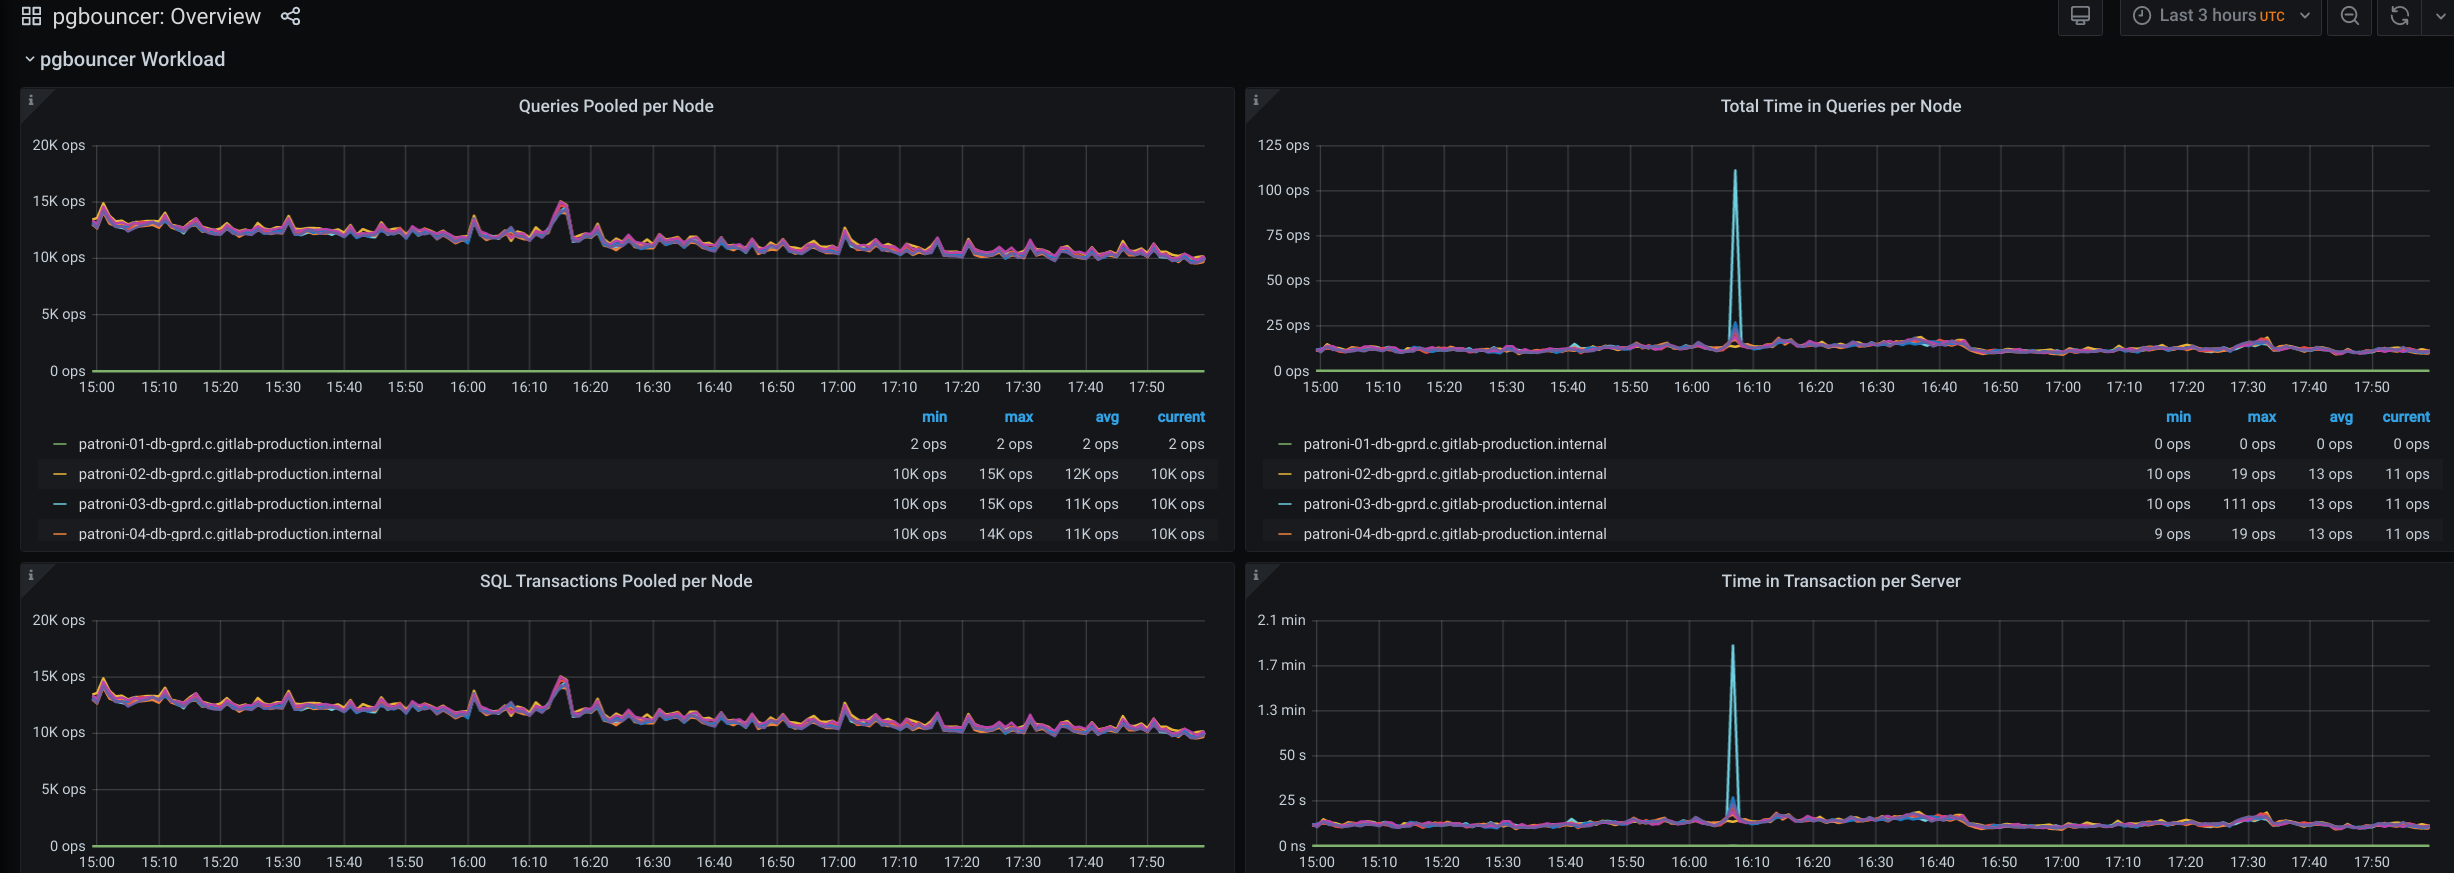 pgbouncer: Overview
Last 3 hours UTC
pgbouncer Workload
Queries Pooled per Node
20K ops
15K ops
10K ops
5K ops
0 ops
15:00 15:10 15:20 15:30 15:40 15:50 16:00 16:10 16:20 16:30 16:40 16:50 17:00 17:10 17:20 17:30 17:40 17:50
min max avg current
patroni-01-db-gprd.c.gitlab-production.internal 2 ops 2 ops 2 ops 2 ops
patroni-02-db-gprd.c.gitlab-production.internal 10K ops 15K ops 12K ops 10K ops
patroni-03-db-gprd.c.gitlab-production.internal 10K ops 15K ops 11K ops 10K ops
patroni-04-db-gprd.c.gitlab-production.internal 10K ops 14K ops 11K ops 10K ops
Total Time in Queries per Node
125 ops
100 ops
75 ops
50 ops
25 ops
0 ops
15:00 15:10 15:20 15:30 15:40 15:50 16:00 16:10 16:20 16:30 16:40 16:50 17:00 17:10 17:20 17:30 17:40 17:50
min max avg current
patroni-01-db-gprd.c.gitlab-production.internal 0 ops 0 ops 0 ops 0 ops
patroni-02-db-gprd.c.gitlab-production.internal 10 ops 19 ops 13 ops 11 ops
patroni-03-db-gprd.c.gitlab-production.internal 10 ops 111 ops 13 ops 11 ops
patroni-04-db-gprd.c.gitlab-production.internal 9 ops 19 ops 13 ops 11 ops
SQL Transactions Pooled per Node
20K ops
15K ops
10K ops
5K ops
0 ops
15:00 15:10 15:20 15:30 15:40 15:50 16:00 16:10 16:20 16:30 16:40 16:50 17:00 17:10 17:20 17:30 17:40 17:50
Time in Transaction per Server
2.1 min
1.7 min
1.3 min
50 s
25 s
0 ns
15:00 15:10 15:20 15:30 15:40 15:50 16:00 16:10 16:20 16:30 16:40 16:50 17:00 17:10 17:20 17:30 17:40 17:50